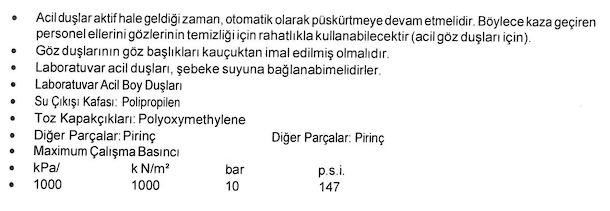 • Acil duşlar aktif hale geldiği zaman, otomatik olarak püskürtmeye devam etmelidir. Böylece kaza geçiren
personel ellerini gözlerinin temizliği için rahatlıkla kullanabilecektir (acil göz duşları için).
• Göz duşlarının göz başlıkları kauçuktan imal edilmiş olmalıdır.
• Laboratuvar acil duşları, şebeke suyuna bağlanabimelidirler.
• Laboratuvar Acil Boy Duşları
• Su Çıkışı Kafası: Polipropilen
• Toz Kapakçıkları: Polyoxymethylene
• Diğer Parçalar: Pirinç Diğer Parçalar: Pirinç
• Maximum Çalışma Basıncı
• kPa/ k N/m² bar p.s.i.
• 1000 1000 10 147